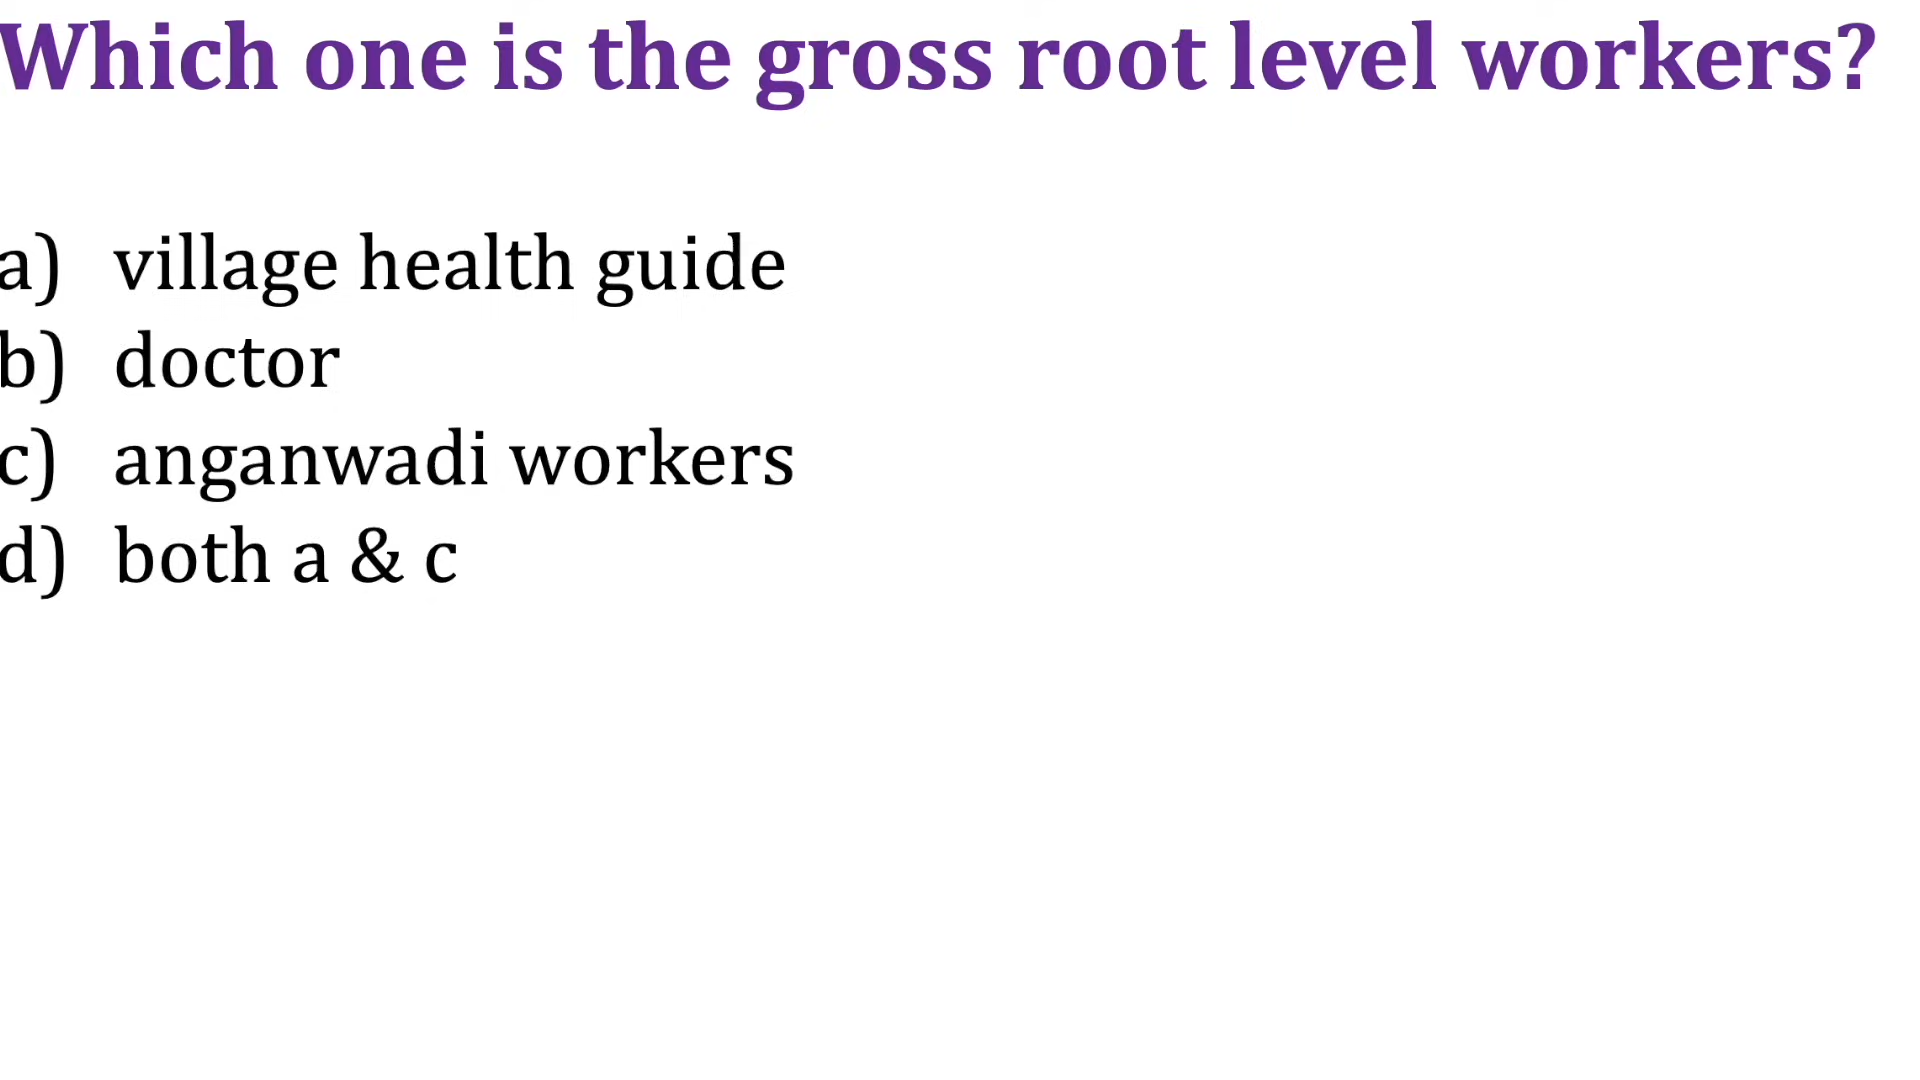 Which one is the gross root level workers?
a) village health guide
b) doctor
c) anganwadi workers
d) both a & c